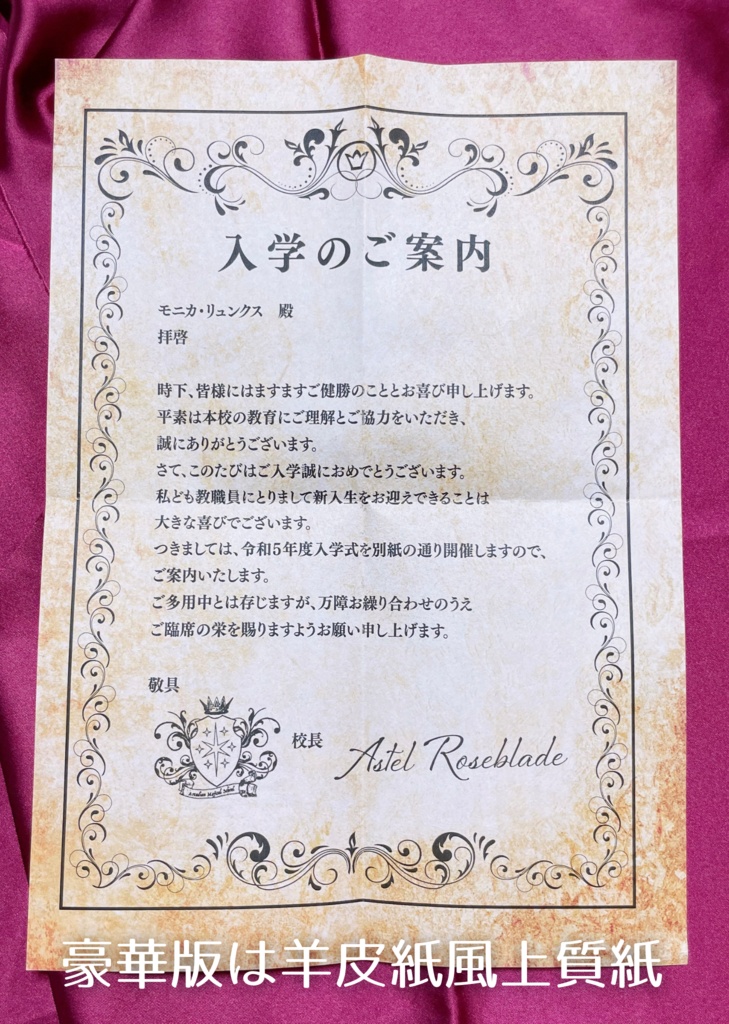 入学のご案内
モニカ・リュンクス 殿
拝啓
時下、皆様にはますますご健勝のこととお喜び申し上げます。
平素は本校の教育にご理解とご協力をいただき、
誠にありがとうございます。
さて、このたびはご入学誠におめでとうございます。
私ども教職員にとりまして新入生をお迎えできることは
大きな喜びでございます。
つきましては、令和5年度入学式を別紙の通り開催しますので、
ご案内いたします。
ご多用中とは存じますが、万障お繰り合わせのうえ
ご臨席の栄を賜りますようお願い申し上げます。
敬具
校長 Astel Roseblade
Magical School
豪華版は羊皮紙風上質紙